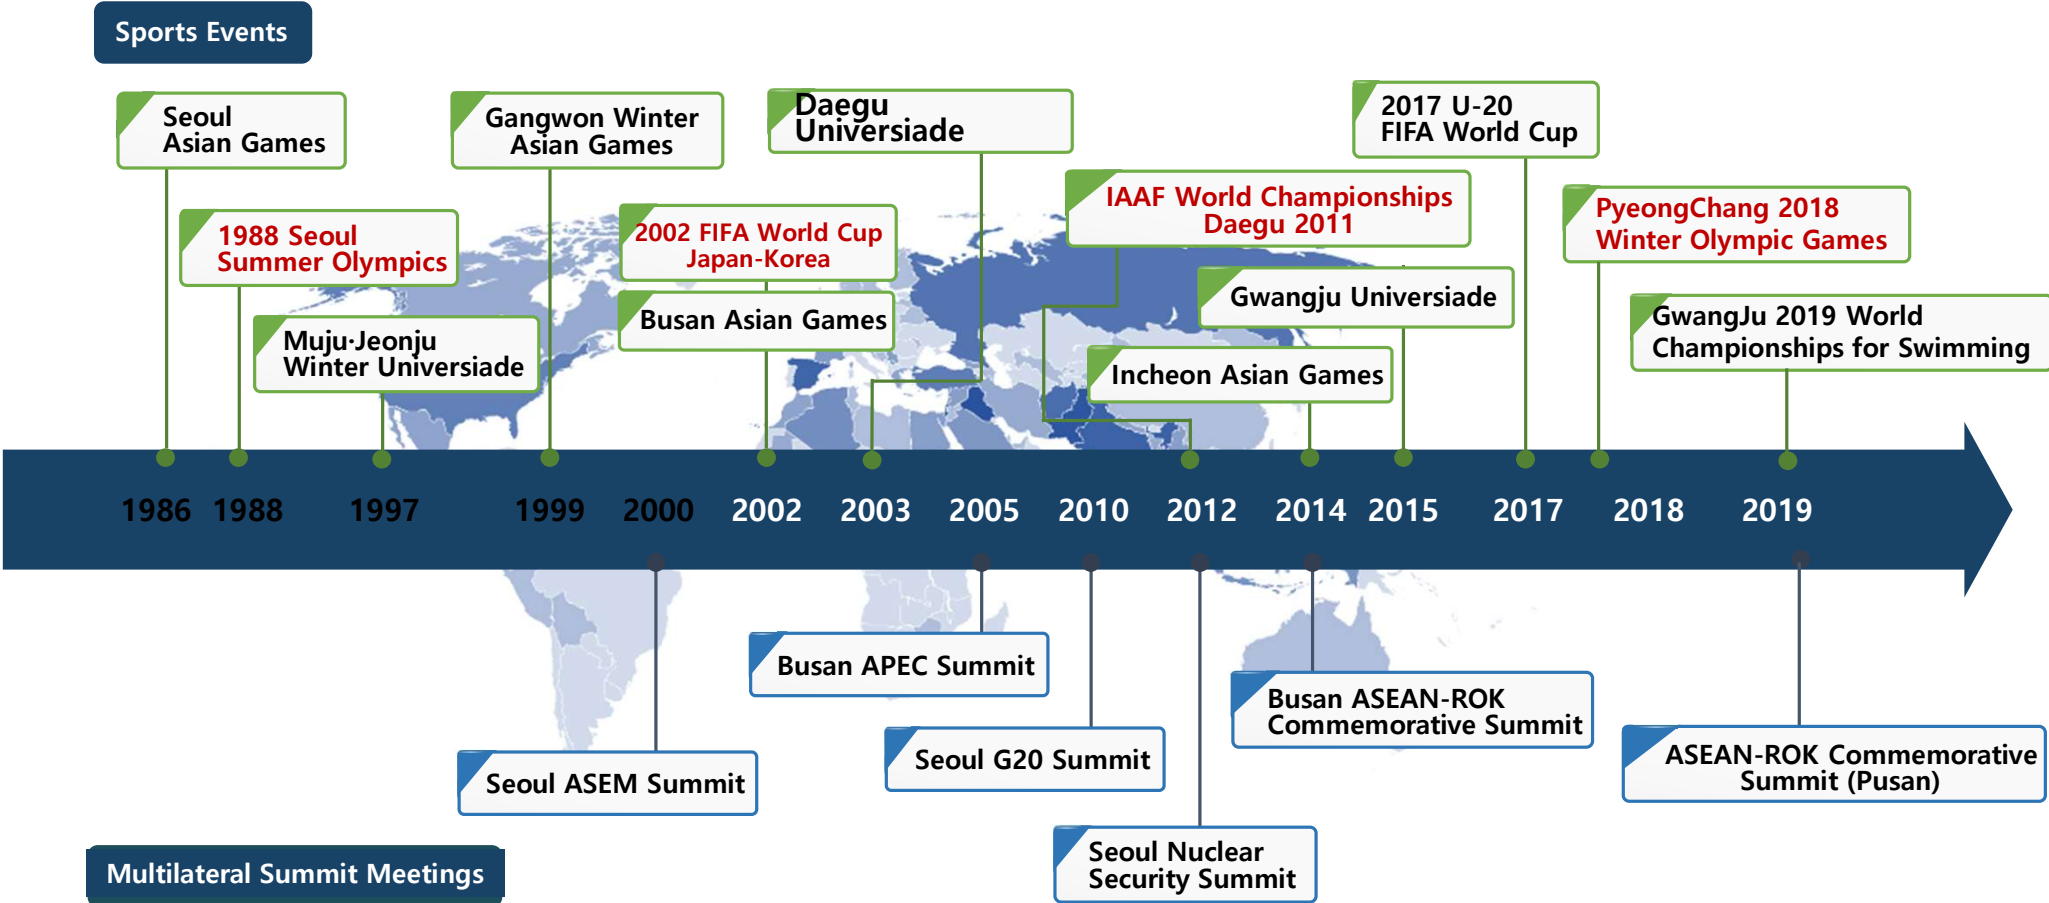 Sports Events
Seoul
Asian Games
Gangwon Winter
Asian Games
Daegu
Universiade
2017 U-20
FIFA World Cup
1988 Seoul
Summer Olympics
2002 FIFA World Cup
Japan-Korea
IAAF World Championships
Daegu 2011
PyeongChang 2018
Winter Olympic Games
Muju·Jeonju
Winter Universiade
Busan Asian Games
Gwangju Universiade
Incheon Asian Games
GwangJu 2019 World
Championships for Swimming
1986 1988 1997 1999 2000 2002 2003 2005 2010 2012 2014 2015 2017 2018 2019
Busan APEC Summit
Busan ASEAN-ROK
Commemorative Summit
Seoul ASEM Summit
Seoul G20 Summit
ASEAN-ROK Commemorative
Summit (Pusan)
Seoul Nuclear
Security Summit
Multilateral Summit Meetings